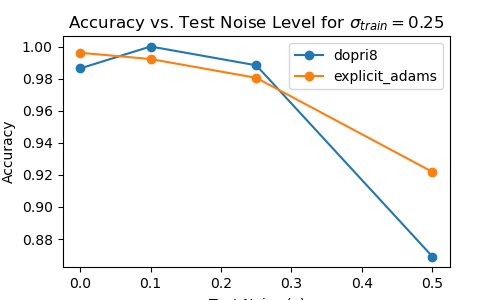 Accuracy vs. Test Noise Level for σ_train = 0.25
dopri8
explicit_adams
Accuracy
1.00
0.98
0.96
0.94
0.92
0.90
0.88
0.0 0.1 0.2 0.3 0.4 0.5